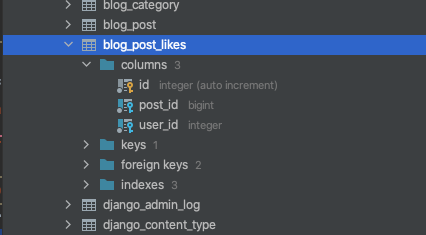 blog_category
blog_post
blog_post_likes
columns 3
id integer (auto increment)
post_id bigint
user_id integer
keys 1
foreign keys 2
indexes 3
django_admin_log
django_content_type